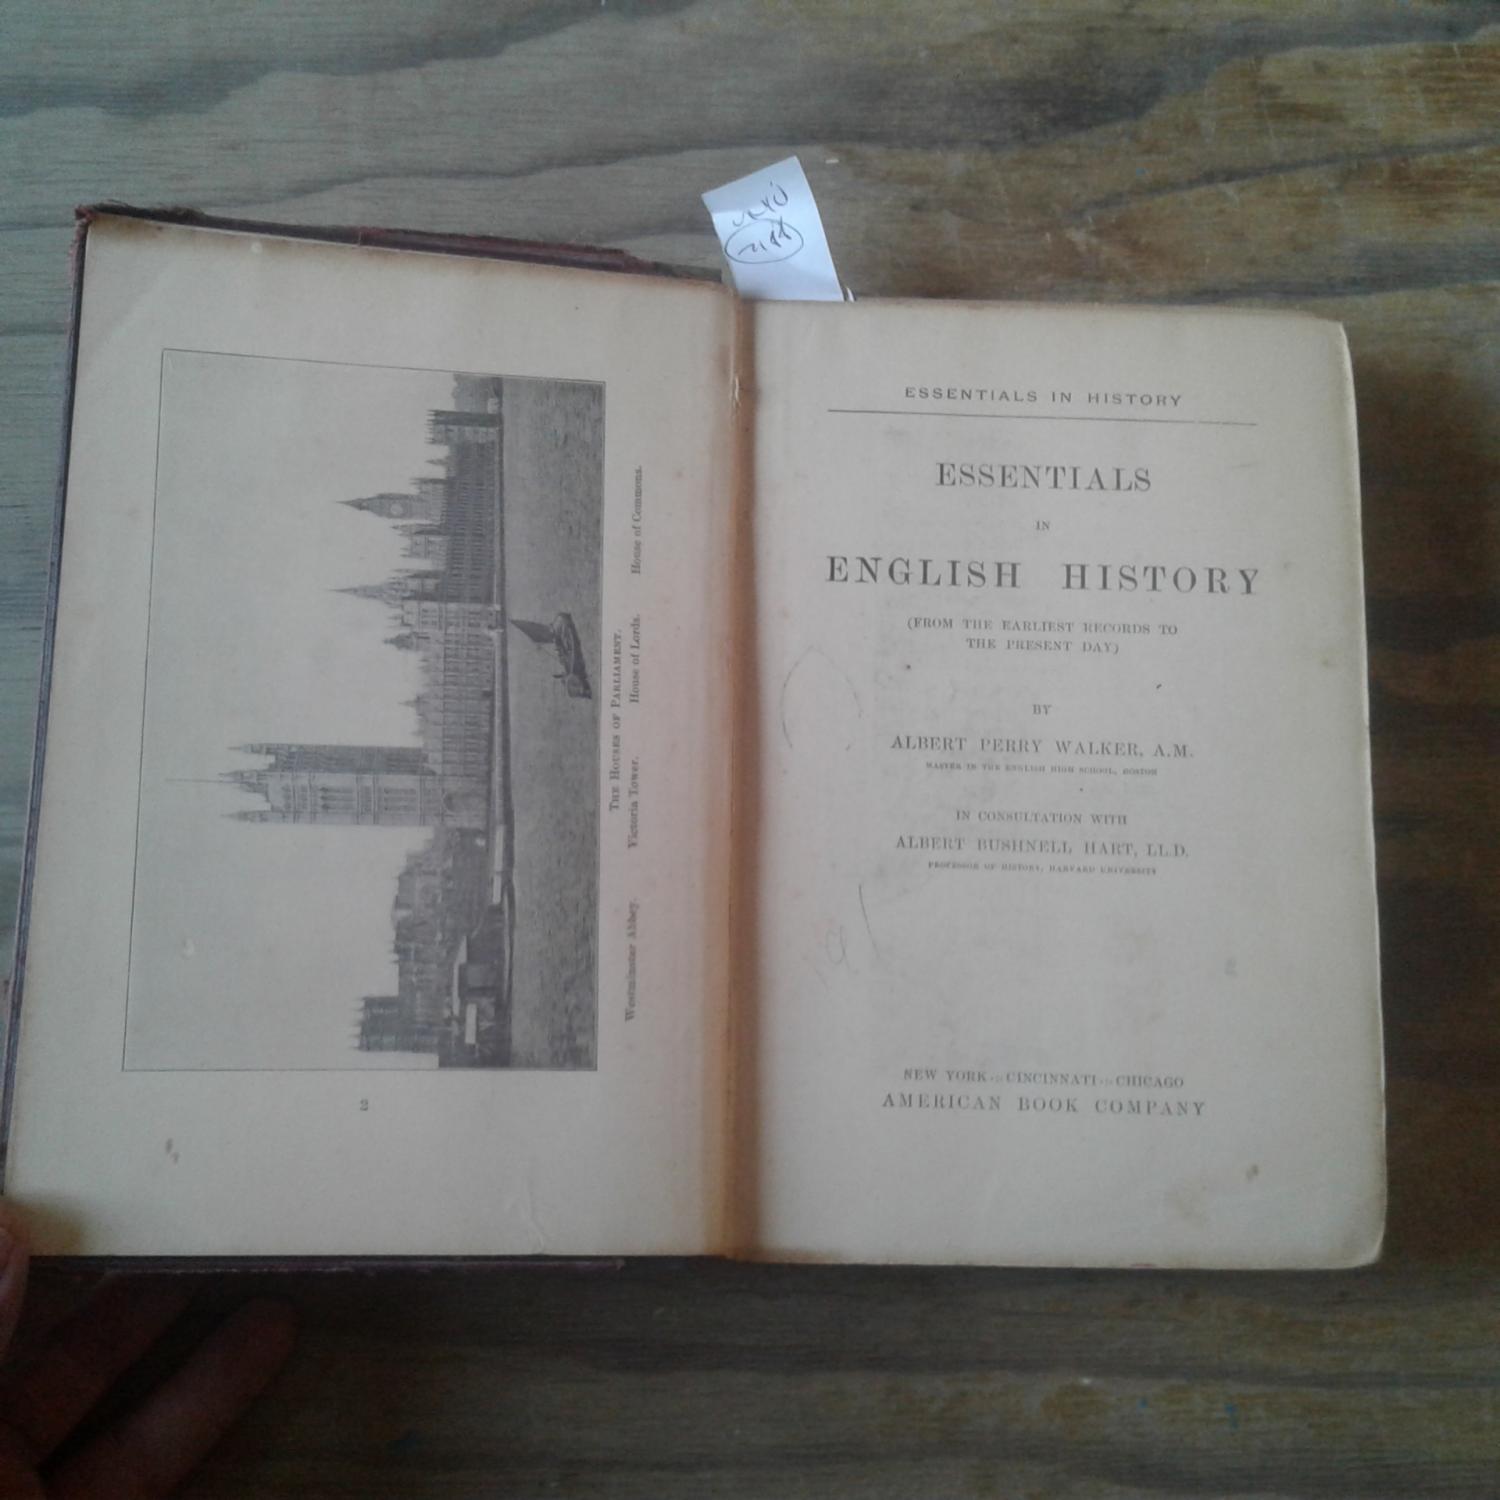 THE HOUSES OF PARLIAMENT.
Westminster Abbey. Victoria Tower. House of Lords. House of Commons.
2
ESSENTIALS IN HISTORY
ESSENTIALS
IN
ENGLISH HISTORY
(FROM THE EARLIEST RECORDS TO
THE PRESENT DAY)
BY
ALBERT PERRY WALKER, A.M.
MASTER IN THE ENGLISH HIGH SCHOOL, BOSTON
IN CONSULTATION WITH
ALBERT BUSHNELL HART, LL.D.
PROFESSOR OF HISTORY, HARVARD UNIVERSITY
NEW YORK CINCINNATI CHICAGO
AMERICAN BOOK COMPANY